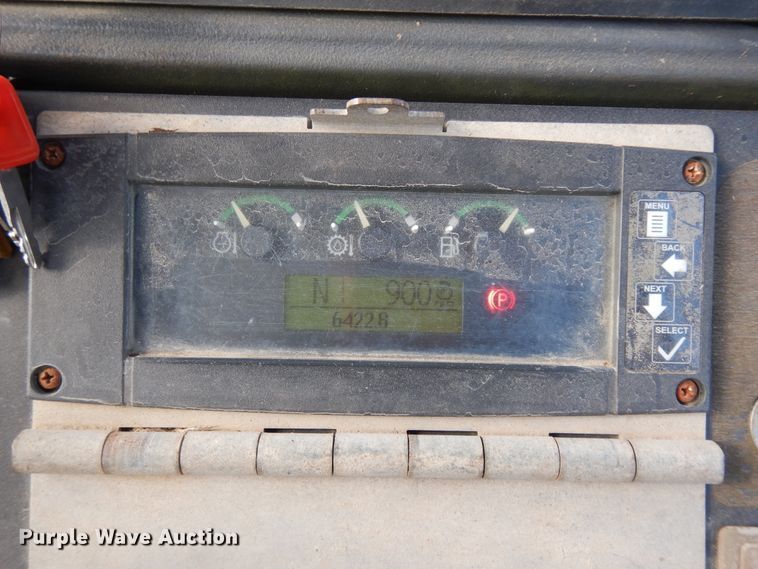 MENU
BACK
N 900
NEXT
P
6422.8
SELECT
Purple Wave Auction